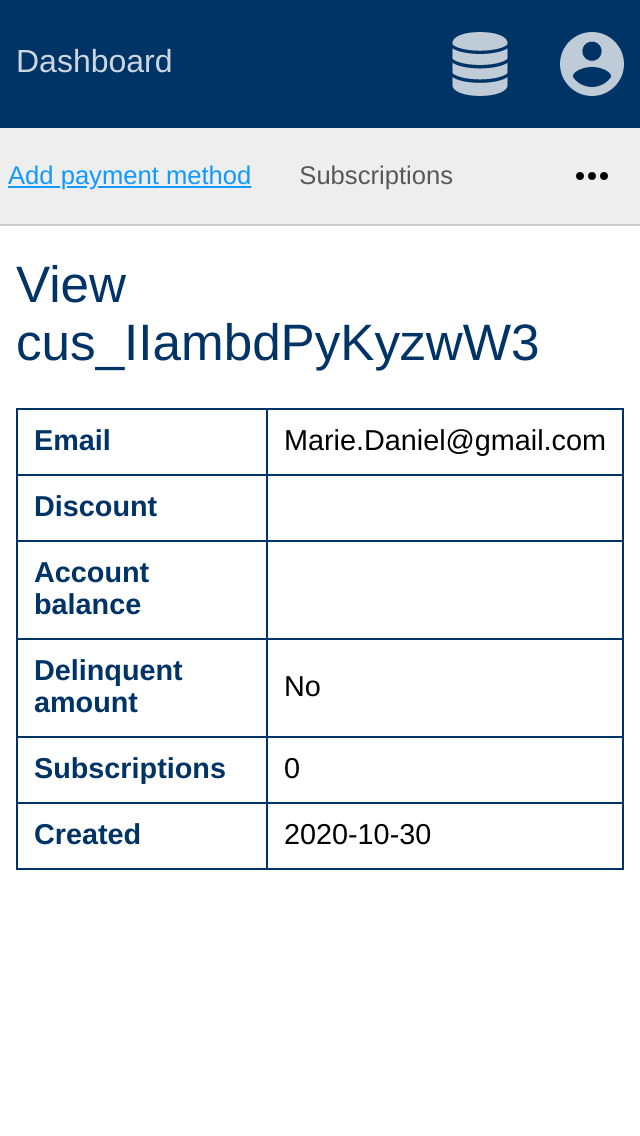 Dashboard
Add payment method Subscriptions
View
cus_IIambdPyKyzwW3
Email Marie.Daniel@gmail.com
Discount
Account
balance
Delinquent
amount
No
Subscriptions 0
Created 2020-10-30